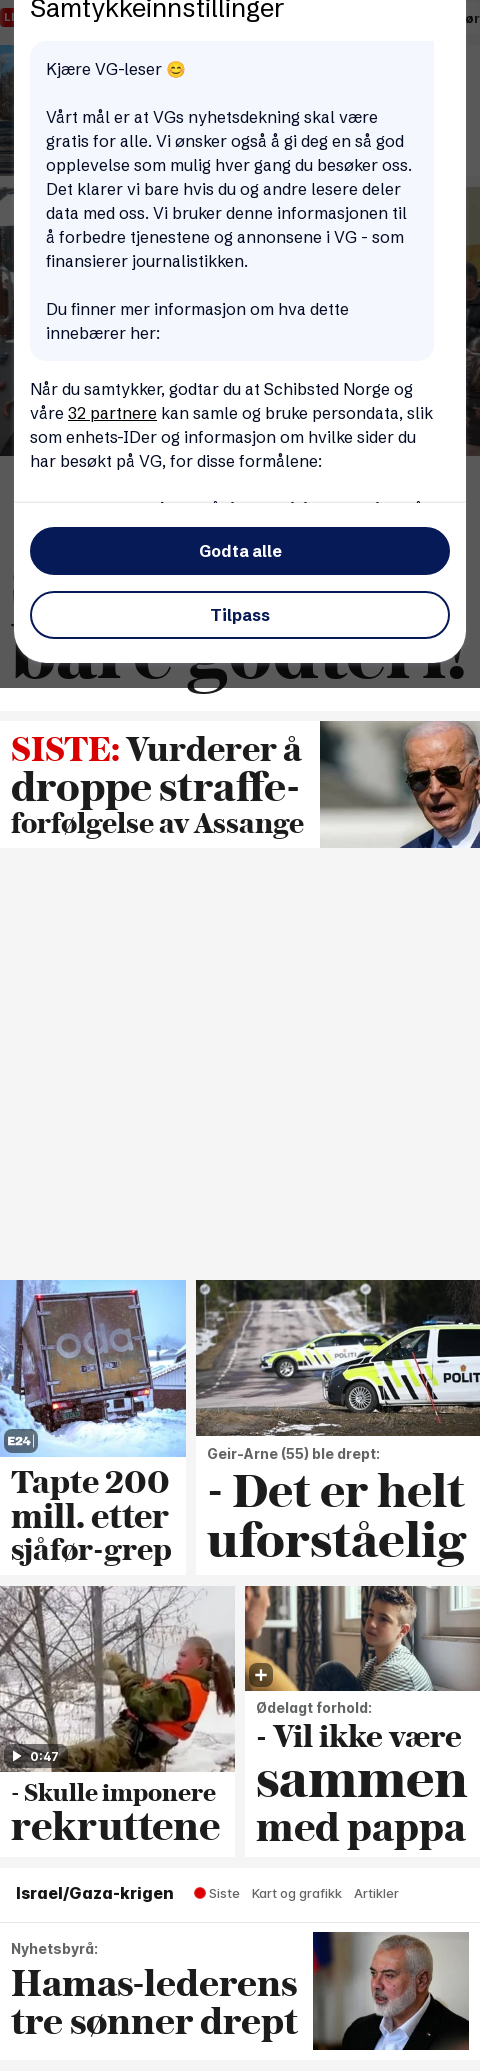 Samtykkeinnstillinger
Kjære VG-leser 😊
Vårt mål er at VGs nyhetsdekning skal være
gratis for alle. Vi ønsker også å gi deg en så god
opplevelse som mulig hver gang du besøker oss.
Det klarer vi bare hvis du og andre lesere deler
data med oss. Vi bruker denne informasjonen til
å forbedre tjenestene og annonsene i VG - som
finansierer journalistikken.
Du finner mer informasjon om hva dette
innebærer her:
Når du samtykker, godtar du at Schibsted Norge og
våre 32 partnere kan samle og bruke persondata, slik
som enhets-IDer og informasjon om hvilke sider du
har besøkt på VG, for disse formålene:
Godta alle
Tilpass
bare godteri!
SISTE: Vurderer å
droppe straffe-
forfølgelse av Assange
oda
E24
Tapte 200
mill. etter
sjåfør-grep
POLITI
POLITI
Geir-Arne (55) ble drept:
- Det er helt
uforståelig
0:47
- Skulle imponere
rekruttene
Ødelagt forhold:
- Vil ikke være
sammen
med pappa
Israel/Gaza-krigen
Siste
Kart og grafikk
Artikler
Nyhetsbyrå:
Hamas-lederens
tre sønner drept